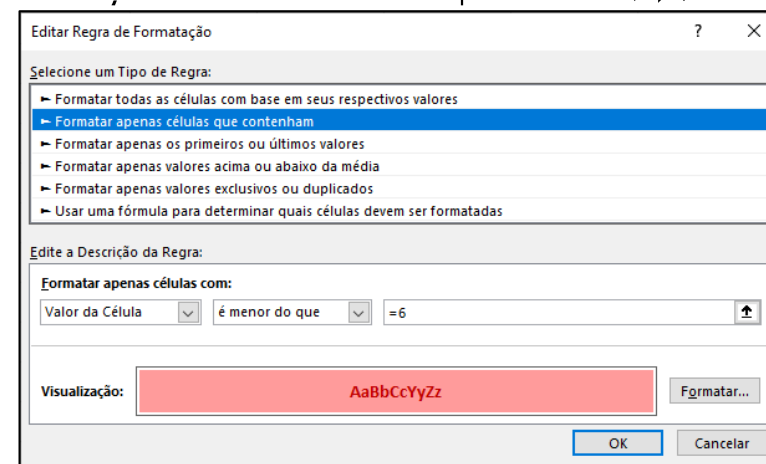 Editar Regra de Formatação ? ×
Selecione um Tipo de Regra:
► Formatar todas as células com base em seus respectivos valores
► Formatar apenas células que contenham
► Formatar apenas os primeiros ou últimos valores
► Formatar apenas valores acima ou abaixo da média
► Formatar apenas valores exclusivos ou duplicados
► Usar uma fórmula para determinar quais células devem ser formatadas
Edite a Descrição da Regra:
Formatar apenas células com:
Valor da Célula é menor do que =6
Visualização: AaBbCcYyZz Formatar...
OK Cancelar